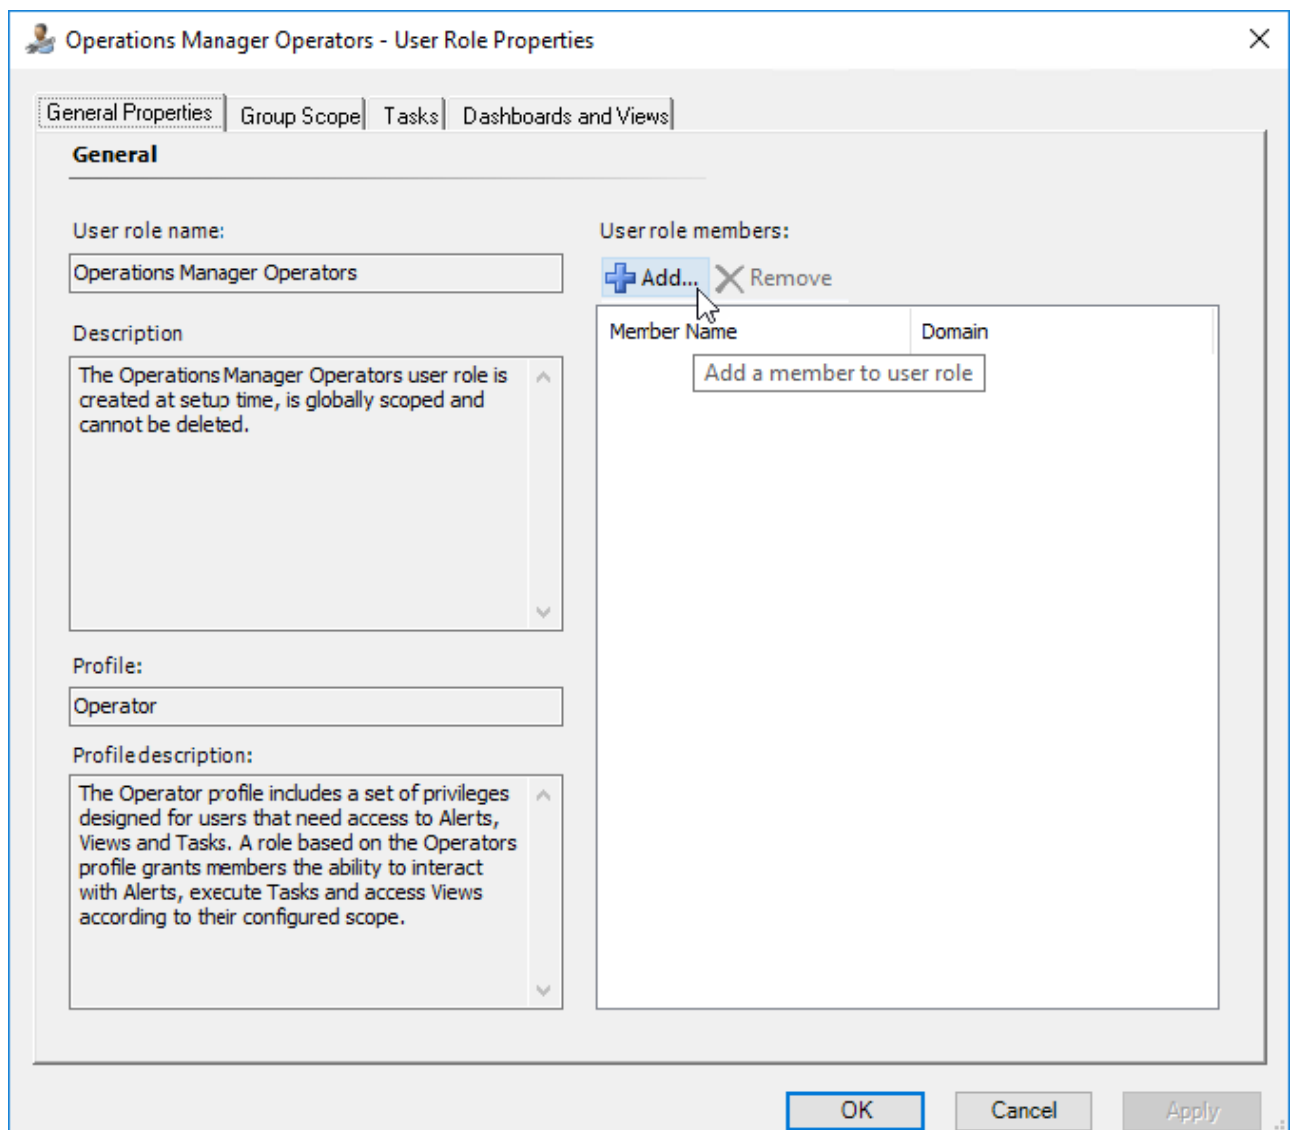 Operations Manager Operators - User Role Properties
General Properties
Group Scope
Tasks
Dashboards and Views
General
User role name:
Operations Manager Operators
Description
The Operations Manager Operators user role is
created at setup time, is globally scoped and
cannot be deleted.
Profile:
Operator
Profile description:
The Operator profile includes a set of privileges
designed for users that need access to Alerts,
Views and Tasks. A role based on the Operators
profile grants members the ability to interact
with Alerts, execute Tasks and access Views
according to their configured scope.
User role members:
Add... Remove
Member Name Domain
Add a member to user role
OK Cancel Apply